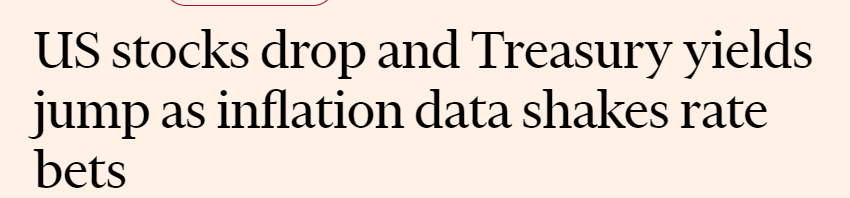 US stocks drop and Treasury yields
jump as inflation data shakes rate
bets